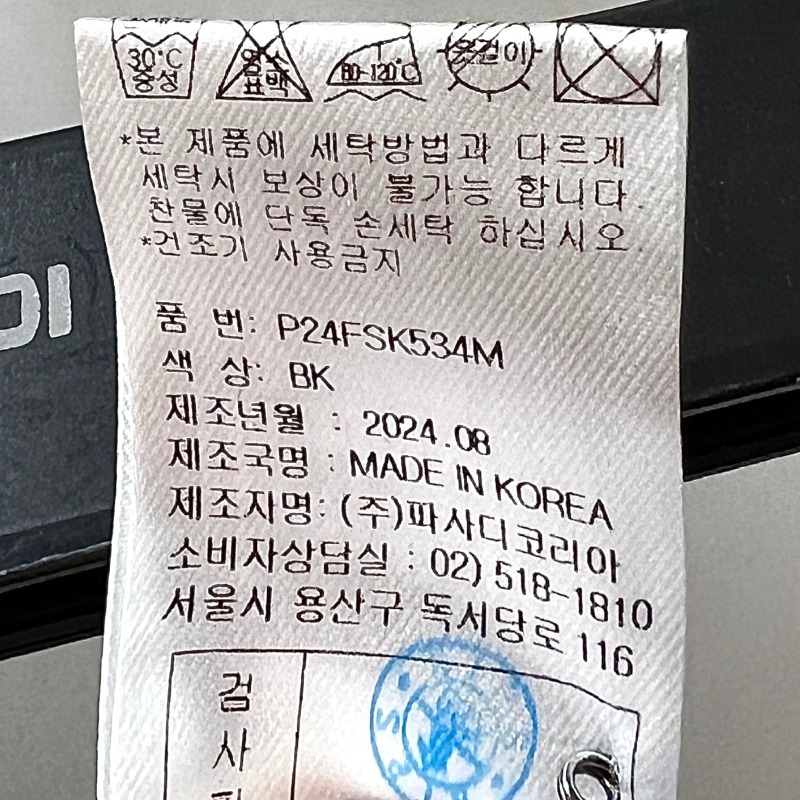 30°C
중성
염소
표백
80-120°C
옷걸이
*본 제품에 세탁방법과 다르게
세탁시 보상이 불가능 합니다.
찬물에 단독 손세탁 하십시오
*건조기 사용금지
품 번: P24FSK534M
색 상: BK
제조년월 : 2024.08
제조국명 : MADE IN KOREA
제조자명: (주)파사디코리아
소비자상담실 : 02) 518-1810
서울시 용산구 독서당로 116
검
사